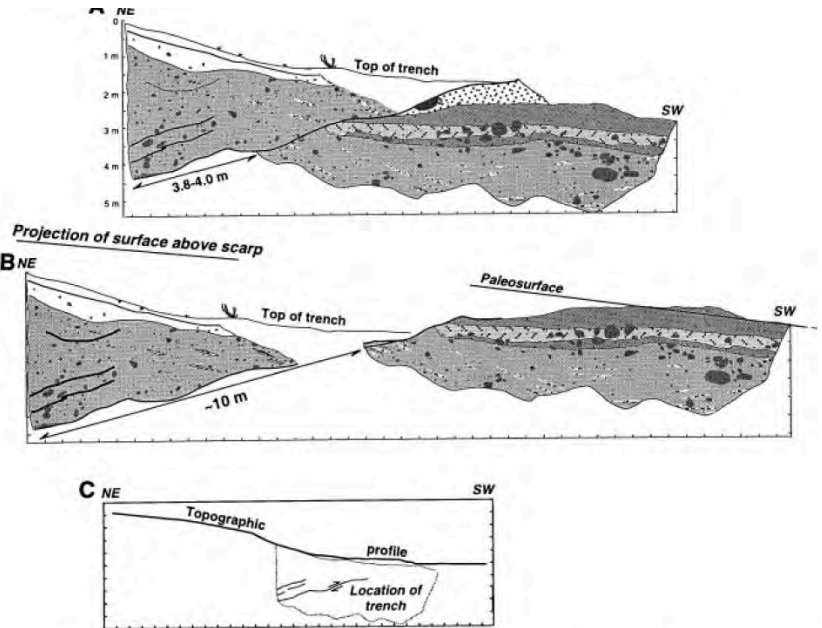 A NE
0
1 m
Top of trench
2 m
SW
3 m
4 m
3.8-4.0 m
5 m
Projection of surface above scarp
B NE
Paleosurface
Top of trench
SW
~10 m
C NE
SW
Topographic
profile
Location of
trench